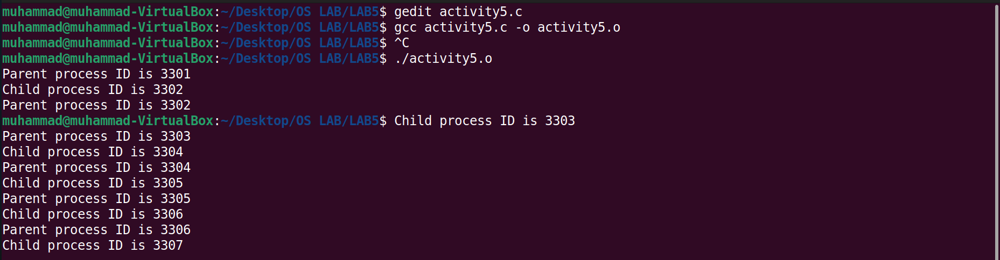 muhammad@muhammad-VirtualBox:~/Desktop/OS LAB/LAB5$ gedit activity5.c
muhammad@muhammad-VirtualBox:~/Desktop/OS LAB/LAB5$ gcc activity5.c -o activity5.o
muhammad@muhammad-VirtualBox:~/Desktop/OS LAB/LAB5$ ^C
muhammad@muhammad-VirtualBox:~/Desktop/OS LAB/LAB5$ ./activity5.o
Parent process ID is 3301
Child process ID is 3302
Parent process ID is 3302
muhammad@muhammad-VirtualBox:~/Desktop/OS LAB/LAB5$ Child process ID is 3303
Parent process ID is 3303
Child process ID is 3304
Parent process ID is 3304
Child process ID is 3305
Parent process ID is 3305
Child process ID is 3306
Parent process ID is 3306
Child process ID is 3307